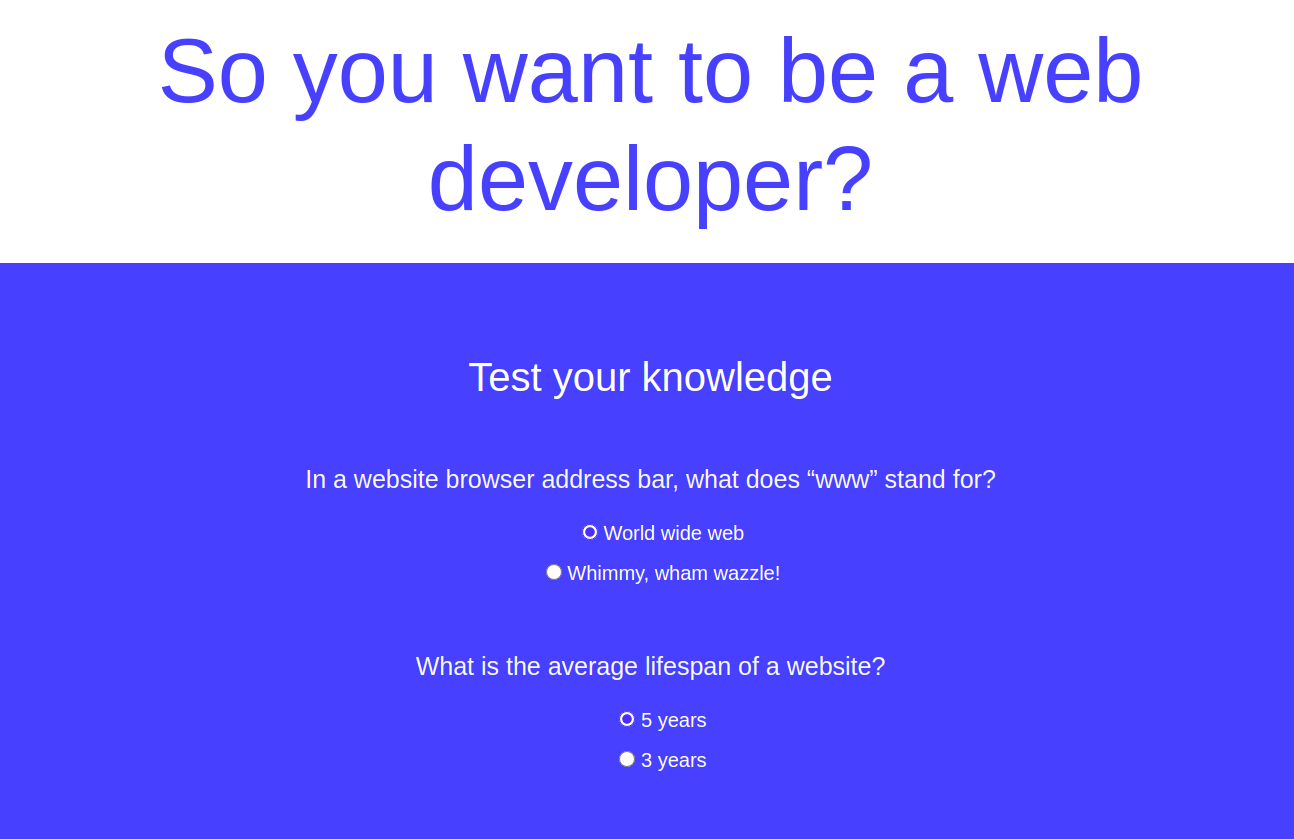 So you want to be a web
developer?
Test your knowledge
In a website browser address bar, what does “www” stand for?
World wide web
Whimmy, wham wazzle!
What is the average lifespan of a website?
5 years
3 years